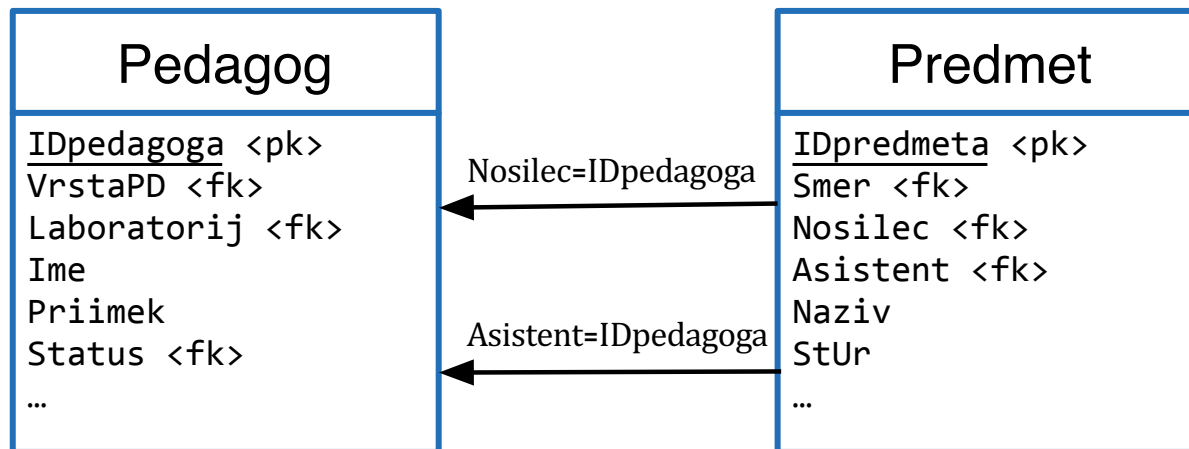 Pedagog
IDpedagoga <pk>
VrstaPD <fk>
Laboratorij <fk>
Ime
Priimek
Status <fk>
…
Nosilec=IDpedagoga
Asistent=IDpedagoga
Predmet
IDpredmeta <pk>
Smer <fk>
Nosilec <fk>
Asistent <fk>
Naziv
StUr
…